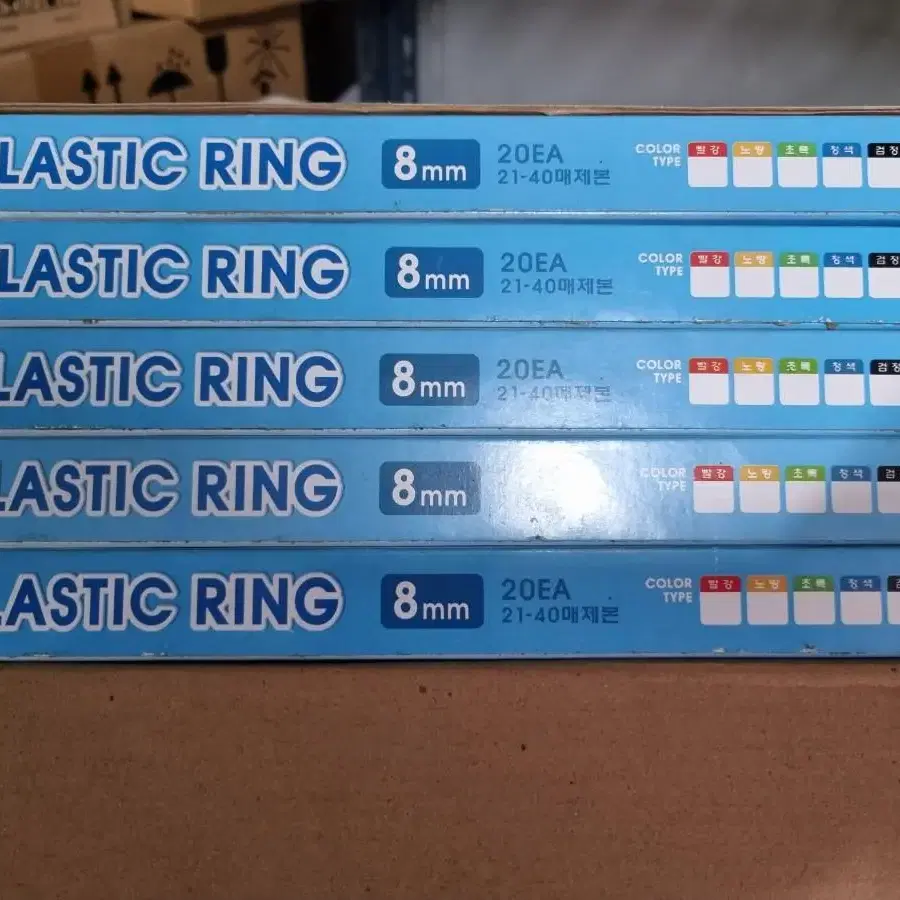 LASTIC RING 8mm 20EA 21-40매제본 COLOR TYPE 빨강 노랑 초록 청색 검정
LASTIC RING 8mm 20EA 21-40매제본 COLOR TYPE 빨강 노랑 초록 청색 검정
LASTIC RING 8mm 20EA 21-40매제본 COLOR TYPE 빨강 노랑 초록 청색 검정
LASTIC RING 8mm COLOR TYPE 빨강 노랑 초록 청색 검
LASTIC RING 8mm 20EA 21-40매제본 COLOR TYPE 빨강 노랑 초록 청색